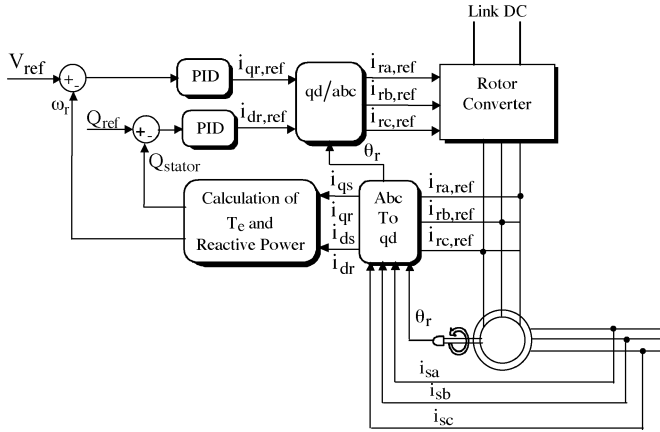 Link DC
V_ref
+
-
ω_r
PID
i_qr,ref
qd/abc
i_ra,ref
i_rb,ref
i_rc,ref
Rotor
Converter
Q_ref
+
-
Q_stator
PID
i_dr,ref
θ_r
Calculation of
T_e and
Reactive Power
i_qs
i_qr
i_ds
i_dr
Abc
To
qd
i_ra,ref
i_rb,ref
i_rc,ref
θ_r
i_sa
i_sb
i_sc